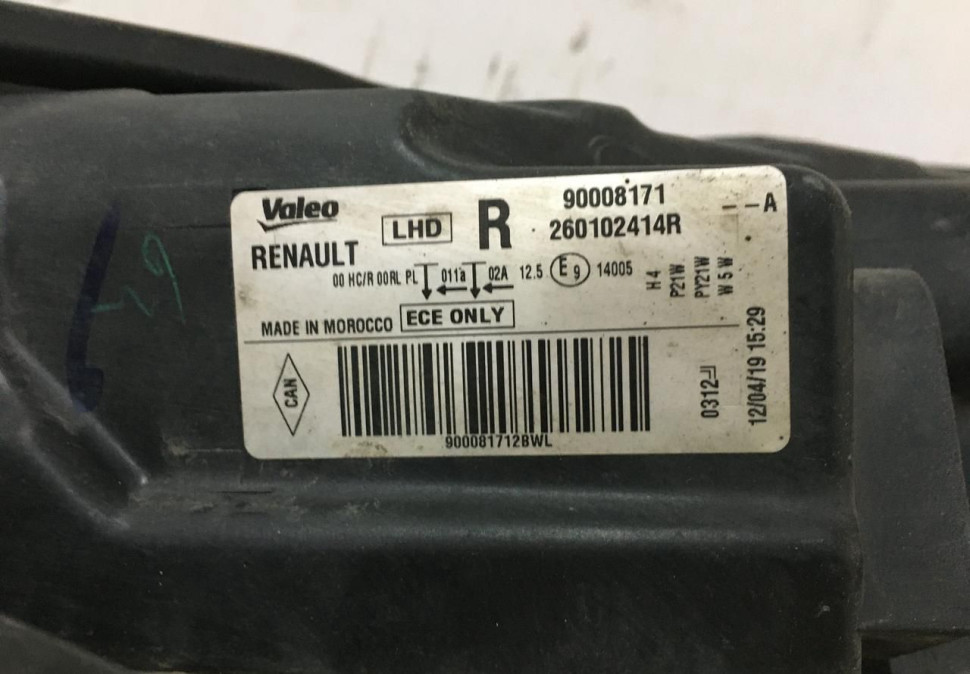 Valeo
RENAULT
LHD
R
90008171
260102414R
--A
00 HC/R 00RL PL 011a 02A 12.5 E9 14005
H4
P21W
PY21W
W5W
MADE IN MOROCCO
ECE ONLY
CAN
900081712BWL
0312
12/04/19 15:29